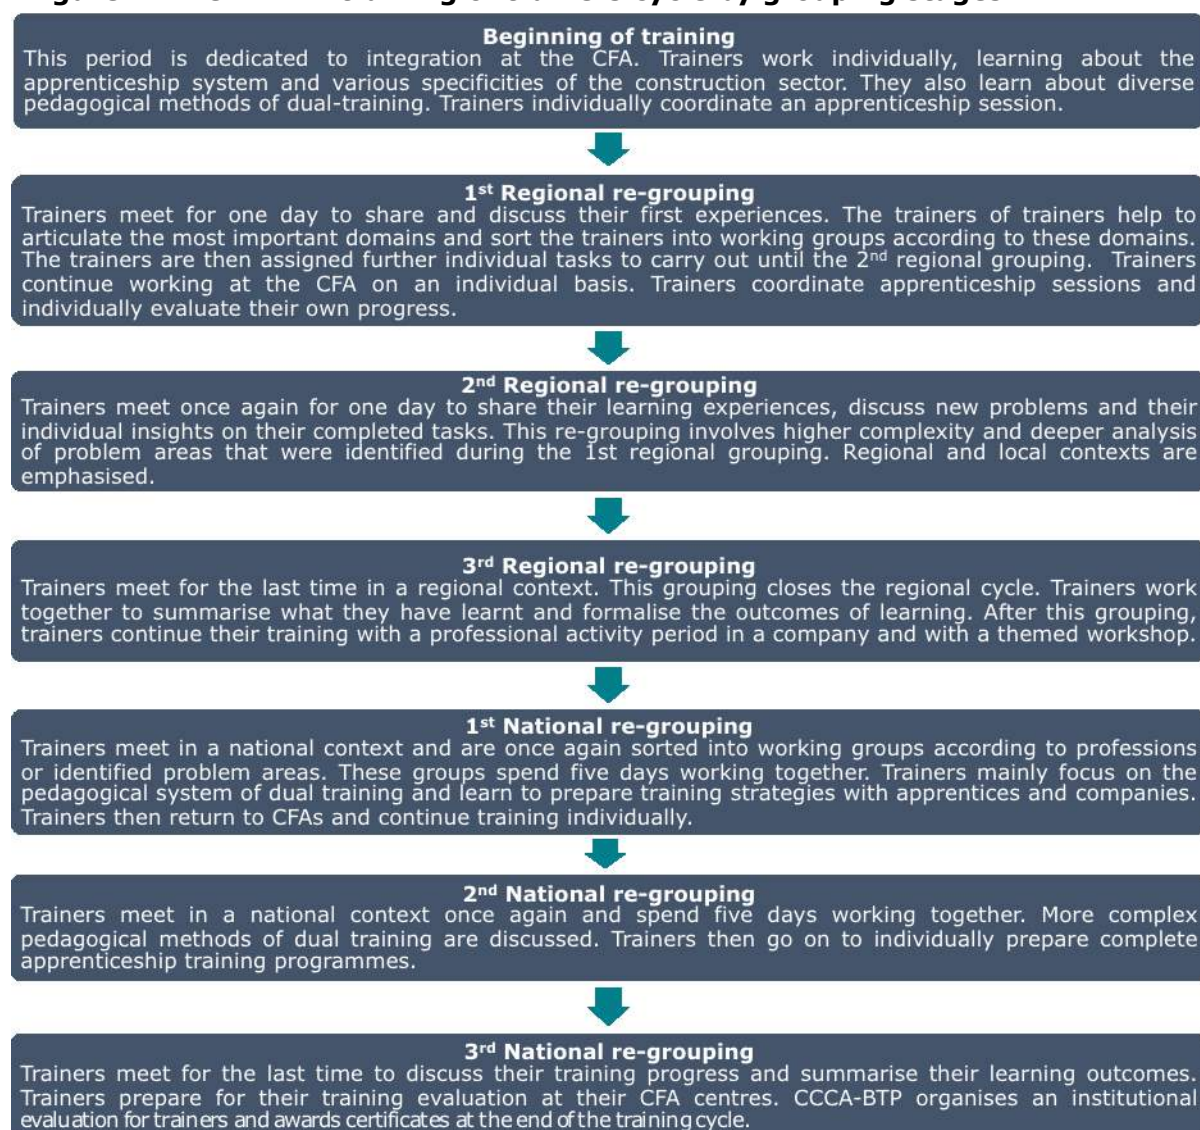 Beginning of training
This period is dedicated to integration at the CFA. Trainers work individually, learning about the
apprenticeship system and various specificities of the construction sector. They also learn about diverse
pedagogical methods of dual-training. Trainers individually coordinate an apprenticeship session.
1st Regional re-grouping
Trainers meet for one day to share and discuss their first experiences. The trainers of trainers help to
articulate the most important domains and sort the trainers into working groups according to these domains.
The trainers are then assigned further individual tasks to carry out until the 2nd regional grouping. Trainers
continue working at the CFA on an individual basis. Trainers coordinate apprenticeship sessions and
individually evaluate their own progress.
2nd Regional re-grouping
Trainers meet once again for one day to share their learning experiences, discuss new problems and their
individual insights on their completed tasks. This re-grouping involves higher complexity and deeper analysis
of problem areas that were identified during the 1st regional grouping. Regional and local contexts are
emphasised.
3rd Regional re-grouping
Trainers meet for the last time in a regional context. This grouping closes the regional cycle. Trainers work
together to summarise what they have learnt and formalise the outcomes of learning. After this grouping,
trainers continue their training with a professional activity period in a company and with a themed workshop.
1st National re-grouping
Trainers meet in a national context and are once again sorted into working groups according to professions
or identified problem areas. These groups spend five days working together. Trainers mainly focus on the
pedagogical system of dual training and learn to prepare training strategies with apprentices and companies.
Trainers then return to CFAs and continue training individually.
2nd National re-grouping
Trainers meet in a national context once again and spend five days working together. More complex
pedagogical methods of dual training are discussed. Trainers then go on to individually prepare complete
apprenticeship training programmes.
3rd National re-grouping
Trainers meet for the last time to discuss their training progress and summarise their learning outcomes.
Trainers prepare for their training evaluation at their CFA centres. CCCA-BTP organises an institutional
evaluation for trainers and awards certificates at the end of the training cycle.